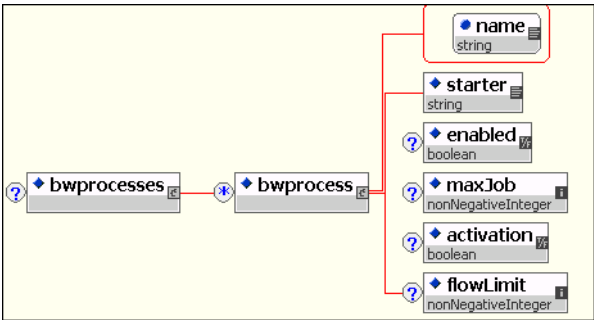 name
string
starter
string
? enabled
boolean
? bwprocesses * bwprocess
? maxJob
nonNegativeInteger
? activation
boolean
? flowLimit
nonNegativeInteger